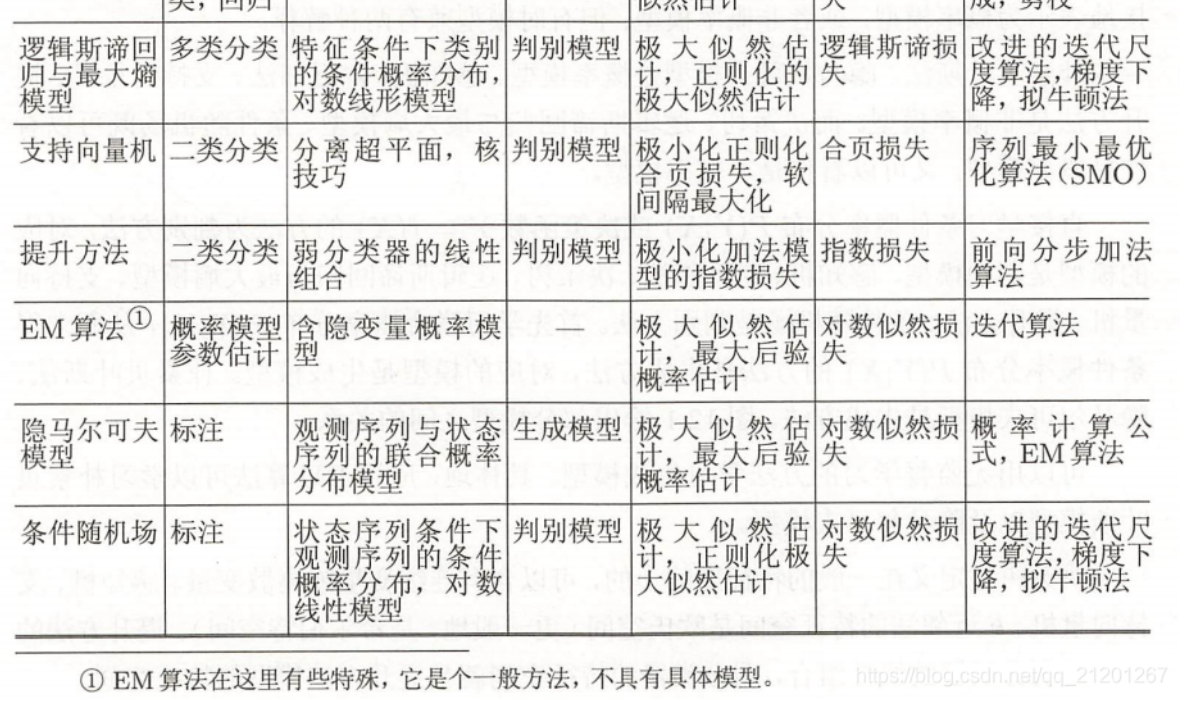 类，回归 似然估计 失 成，剪枝
逻辑斯谛回 多类分类 特征条件下类别 判别模型 极大似然估 逻辑斯谛损 改进的迭代尺
归与最大熵 的条件概率分布， 计，正则化的 失 度算法，梯度下
模型 对数线形模型 极大似然估计 降，拟牛顿法
支持向量机 二类分类 分离超平面，核 判别模型 极小化正则化 合页损失 序列最小最优
技巧 合页损失，软 化算法（SMO）
间隔最大化
提升方法 二类分类 弱分类器的线性 判别模型 极小化加法模 指数损失 前向分步加法
组合 型的指数损失 算法
EM算法① 概率模型 含隐变量概率模 极大似然估 对数似然损 迭代算法
参数估计 型 计，最大后验 失
概率估计
隐马尔可夫 标注 观测序列与状态 生成模型 极大似然估 对数似然损 概率计算公
模型 序列的联合概率 计，最大后验 失 式，EM算法
分布模型 概率估计
条件随机场 标注 状态序列条件下 判别模型 极大似然估 对数似然损 改进的迭代尺
观测序列的条件 计，正则化极 失 度算法，梯度下
概率分布，对数 大似然估计 降，拟牛顿法
线性模型
① EM算法在这里有些特殊，它是个一般方法，不具有具体模型。
https://blog.csdn.net/qq_21201267